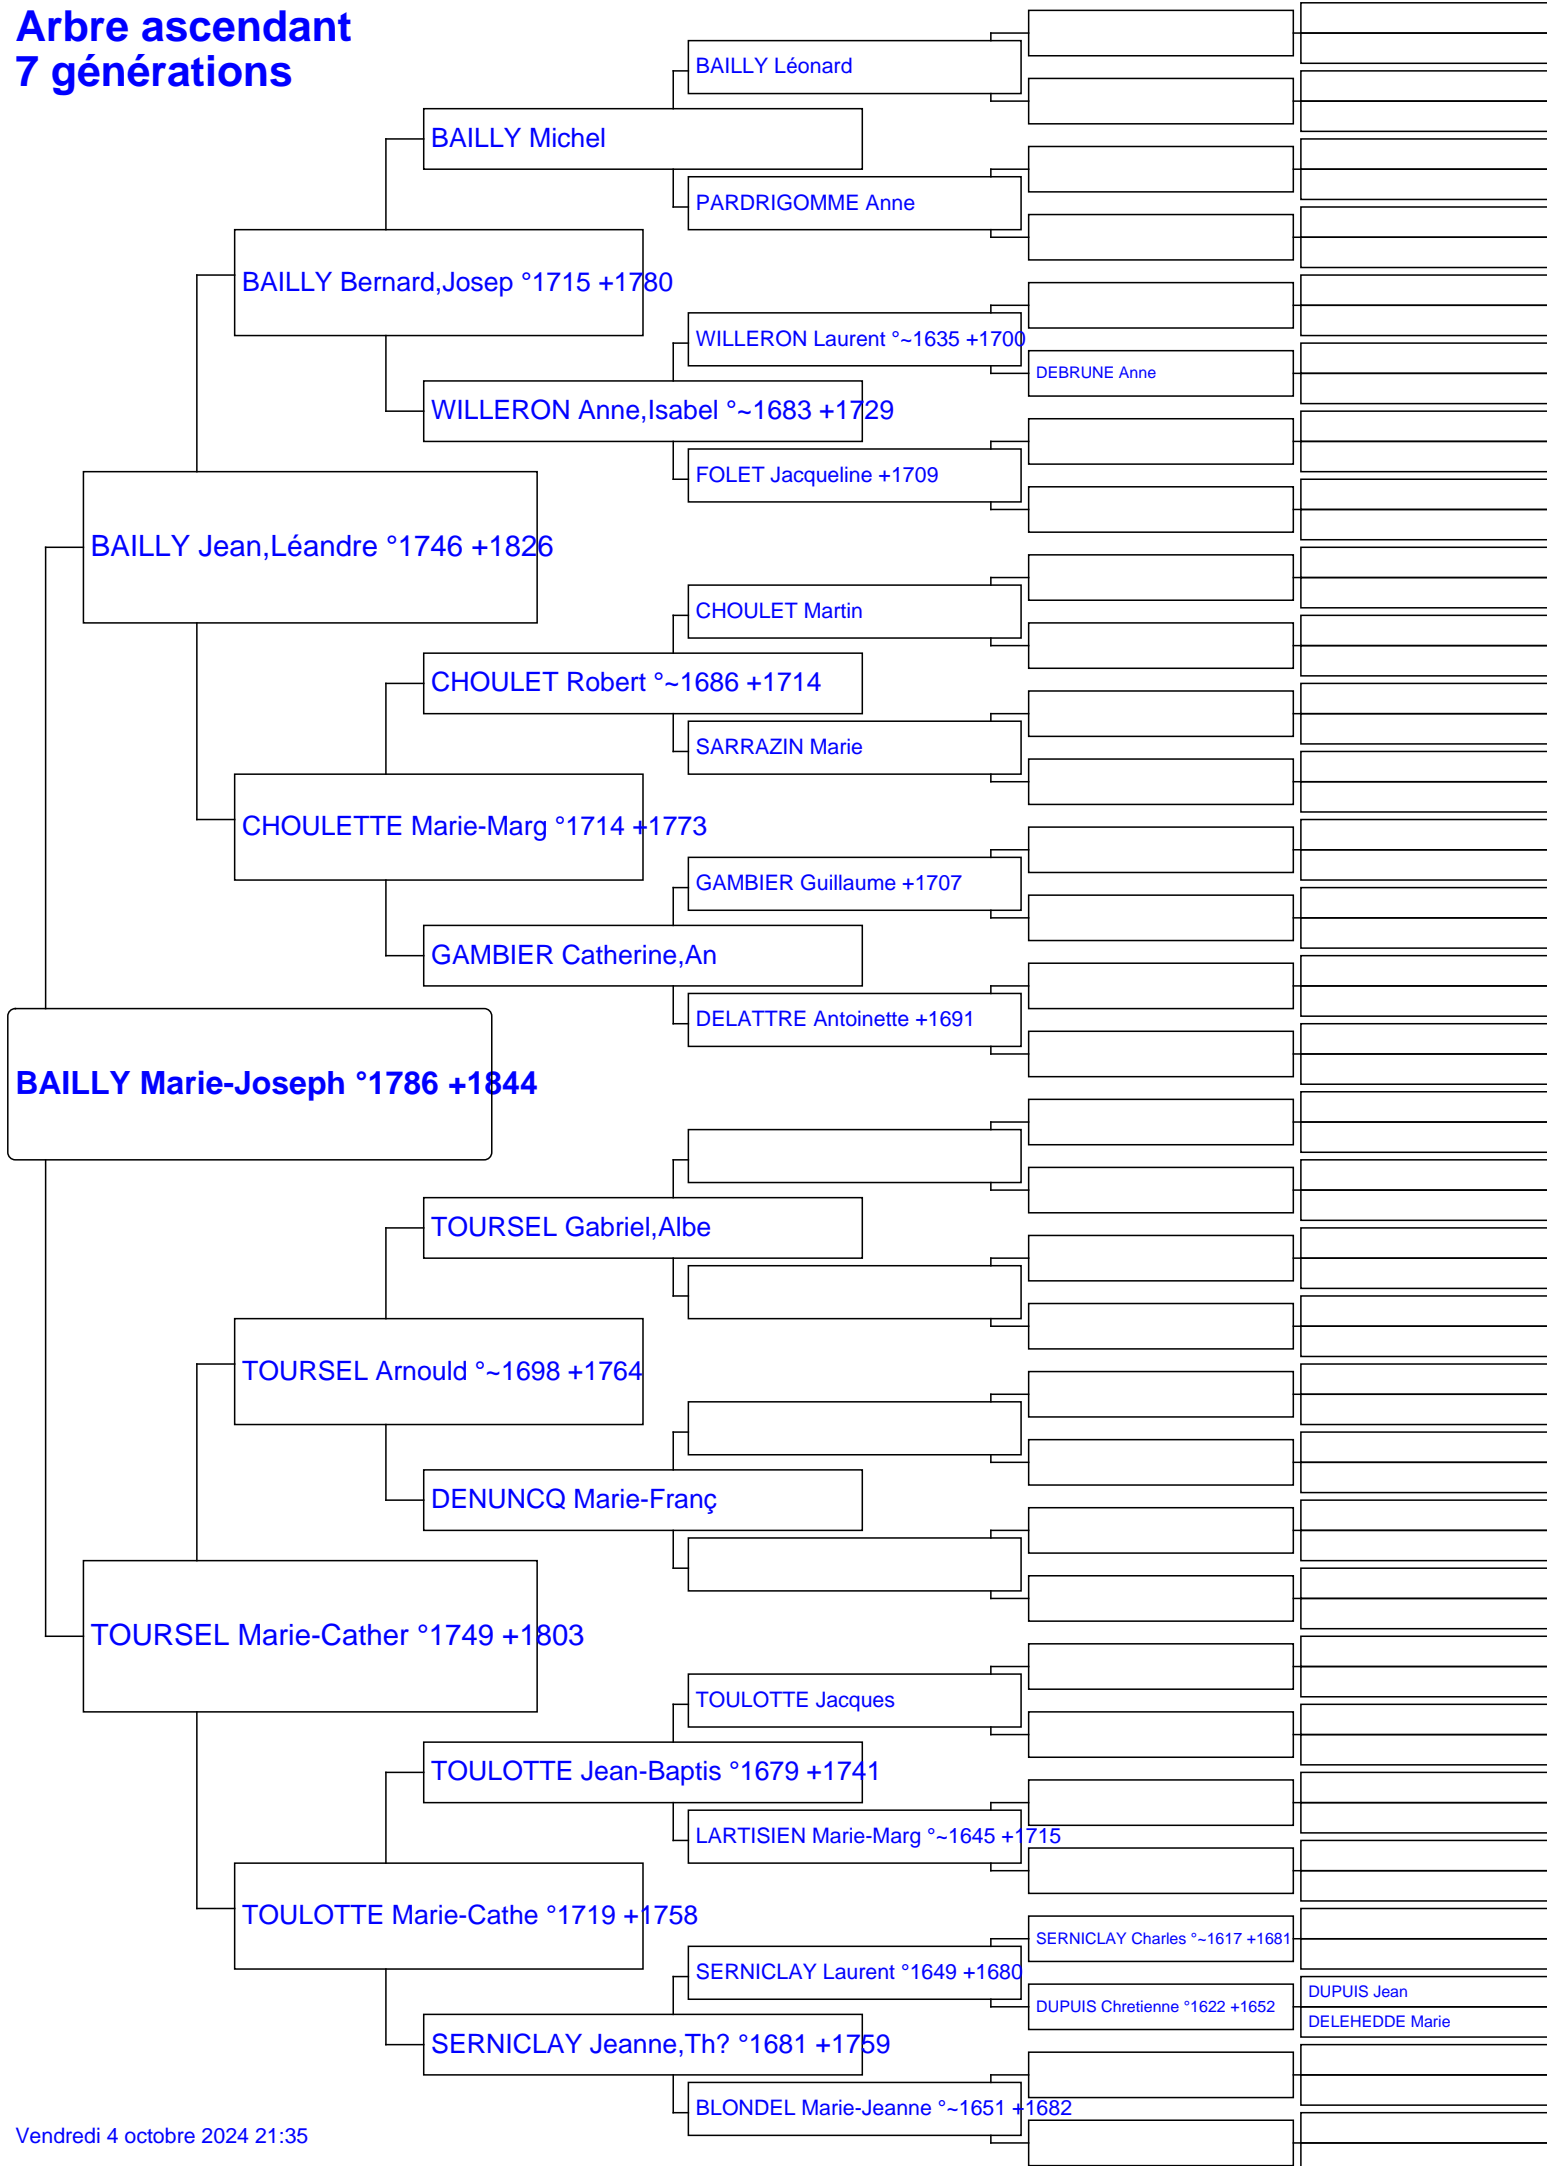 Arbre ascendant
7 générations
BAILLY Léonard
BAILLY Michel
PARDRIGOMME Anne
BAILLY Bernard,Josep °1715 +1780
WILLERON Laurent °~1635 +1700
DEBRUNE Anne
WILLERON Anne,Isabel °~1683 +1729
FOLET Jacqueline +1709
BAILLY Jean,Léandre °1746 +1826
CHOULET Martin
CHOULET Robert °~1686 +1714
SARRAZIN Marie
CHOULETTE Marie-Marg °1714 +1773
GAMBIER Guillaume +1707
GAMBIER Catherine,An
DELATTRE Antoinette +1691
BAILLY Marie-Joseph °1786 +1844
TOURSEL Gabriel,Albe
TOURSEL Arnould °~1698 +1764
DENUNCQ Marie-Franç
TOURSEL Marie-Cather °1749 +1803
TOULOTTE Jacques
TOULOTTE Jean-Baptis °1679 +1741
LARTISIEN Marie-Marg °~1645 +1715
TOULOTTE Marie-Cathe °1719 +1758
SERNICLAY Charles °~1617 +1681
SERNICLAY Laurent °1649 +1680
DUPUIS Jean
DUPUIS Chretienne °1622 +1652
DELEHEDDE Marie
SERNICLAY Jeanne,Th? °1681 +1759
BLONDEL Marie-Jeanne °~1651 +1682
Vendredi 4 octobre 2024 21:35